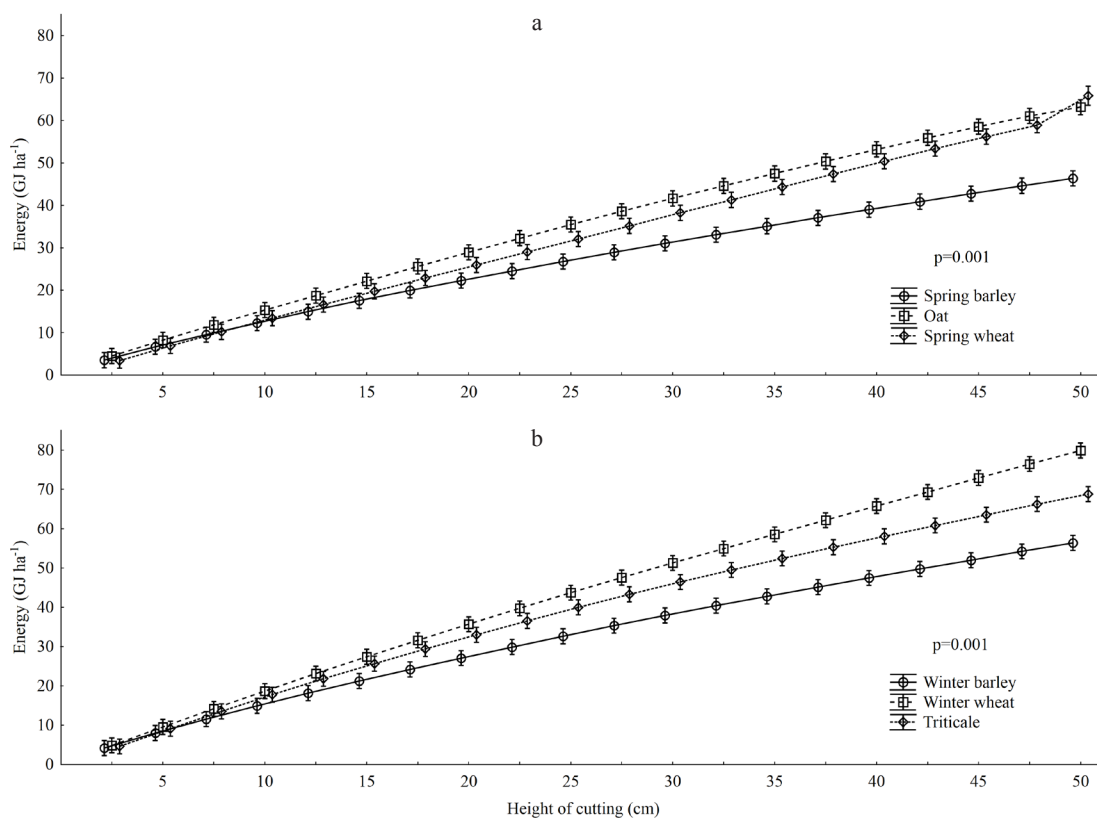 a
80
70
60
50
40
30
20
10
0
Energy (GJ ha⁻¹)
p=0.001
Spring barley
Oat
Spring wheat
5 10 15 20 25 30 35 40 45 50
b
80
70
60
50
40
30
20
10
0
Energy (GJ ha⁻¹)
p=0.001
Winter barley
Winter wheat
Triticale
5 10 15 20 25 30 35 40 45 50
Height of cutting (cm)